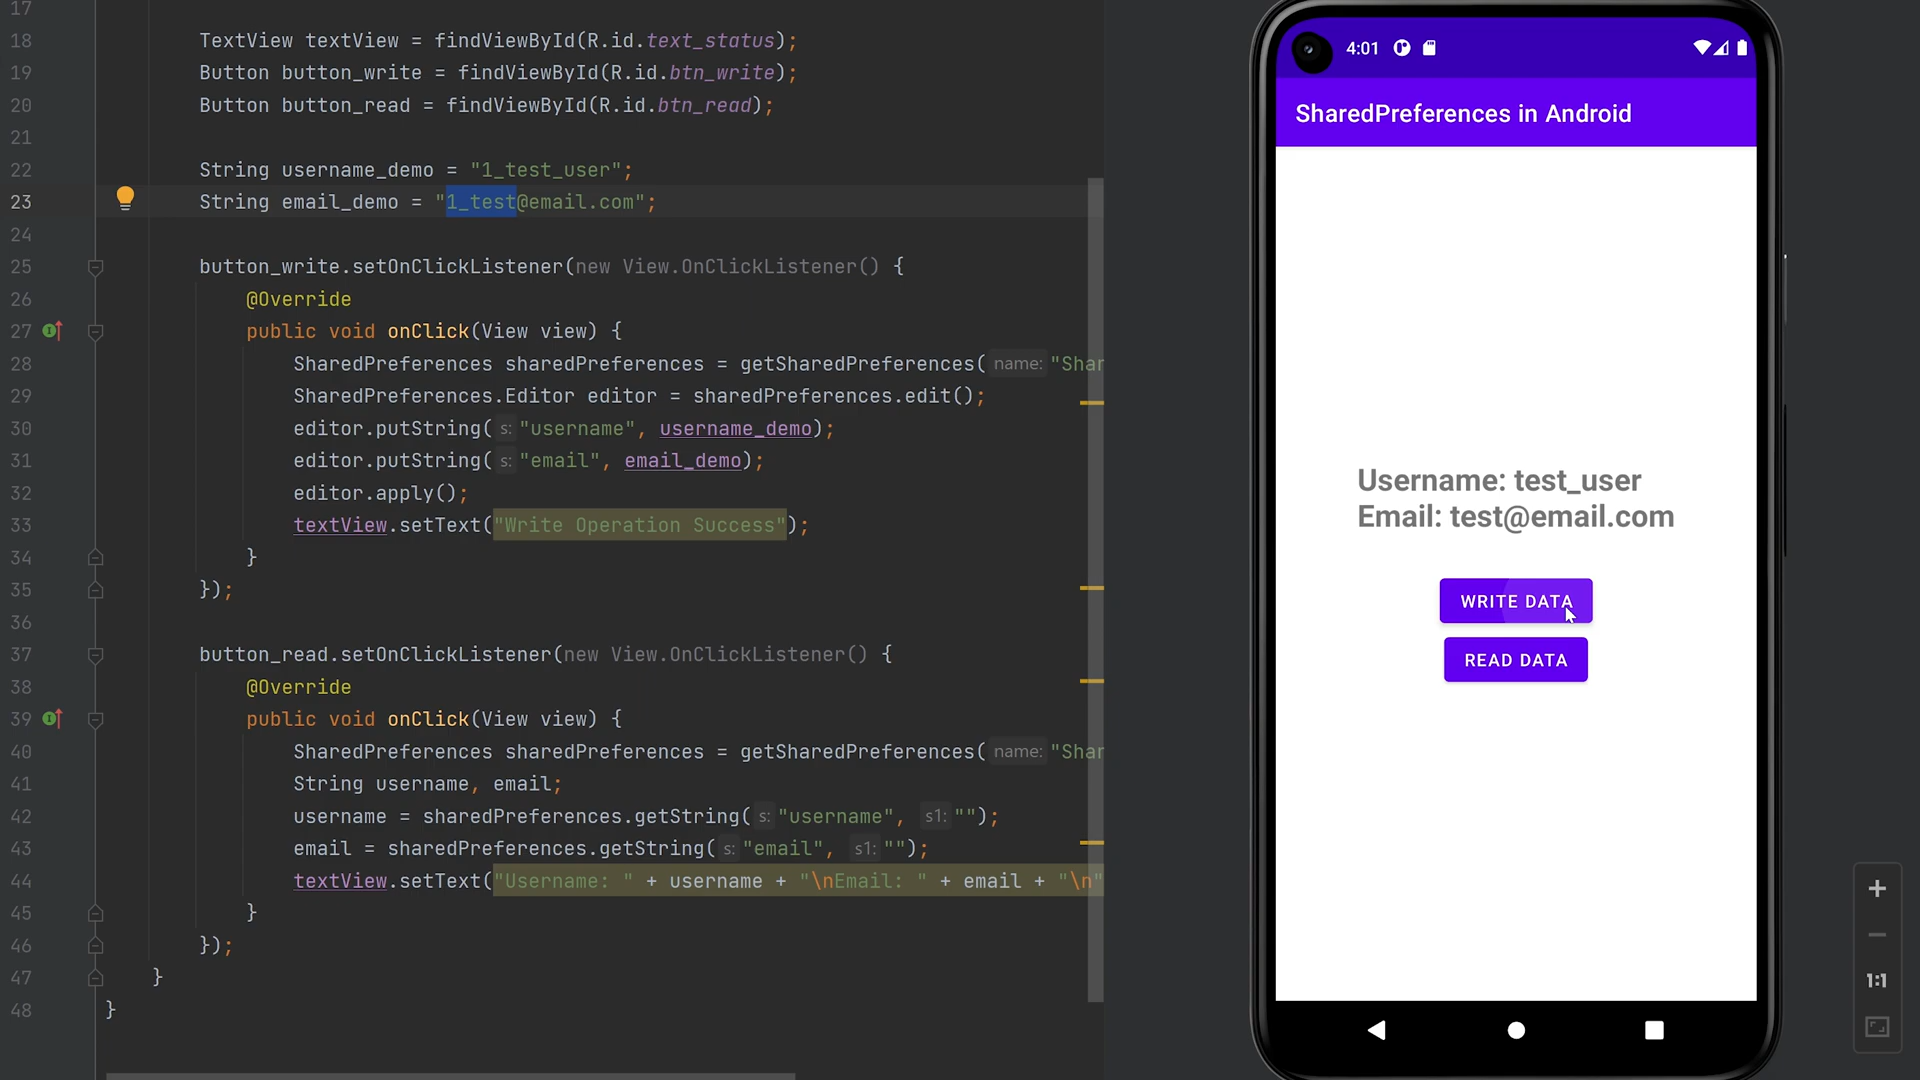 17
18 TextView textView = findViewById(R.id.text_status);
19 Button button_write = findViewById(R.id.btn_write);
20 Button button_read = findViewById(R.id.btn_read);
21
22 String username_demo = "1_test_user";
23 String email_demo = "1_test@email.com";
24
25 button_write.setOnClickListener(new View.OnClickListener() {
26 @Override
27 public void onClick(View view) {
28 SharedPreferences sharedPreferences = getSharedPreferences( name: "Shar
29 SharedPreferences.Editor editor = sharedPreferences.edit();
30 editor.putString( s: "username", username_demo);
31 editor.putString( s: "email", email_demo);
32 editor.apply();
33 textView.setText("Write Operation Success");
34 }
35 });
36
37 button_read.setOnClickListener(new View.OnClickListener() {
38 @Override
39 public void onClick(View view) {
40 SharedPreferences sharedPreferences = getSharedPreferences( name: "Shar
41 String username, email;
42 username = sharedPreferences.getString( s: "username", s1: "");
43 email = sharedPreferences.getString( s: "email", s1: "");
44 textView.setText("Username: " + username + "\nEmail: " + email + "\n"
45 }
46 });
47 }
48 }
4:01
SharedPreferences in Android
Username: test_user
Email: test@email.com
WRITE DATA
READ DATA
1:1